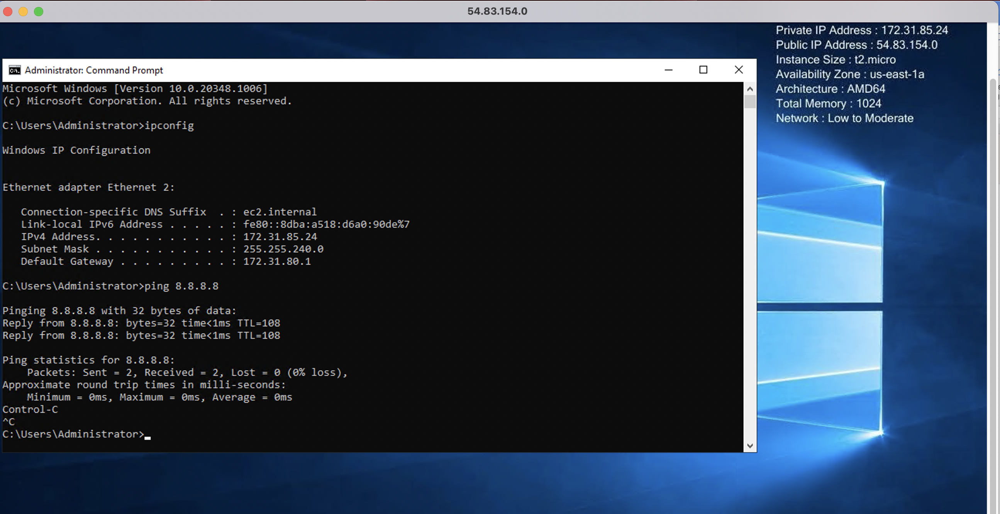 54.83.154.0
Private IP Address : 172.31.85.24
Public IP Address : 54.83.154.0
Instance Size : t2.micro
Availability Zone : us-east-1a
Architecture : AMD64
Total Memory : 1024
Network : Low to Moderate
Administrator: Command Prompt
Microsoft Windows [Version 10.0.20348.1006]
(c) Microsoft Corporation. All rights reserved.
C:\Users\Administrator>ipconfig
Windows IP Configuration
Ethernet adapter Ethernet 2:
   Connection-specific DNS Suffix  . : ec2.internal
   Link-local IPv6 Address . . . . . : fe80::8dba:a518:d6a0:90de%7
   IPv4 Address. . . . . . . . . . . : 172.31.85.24
   Subnet Mask . . . . . . . . . . . : 255.255.240.0
   Default Gateway . . . . . . . . . : 172.31.80.1
C:\Users\Administrator>ping 8.8.8.8
Pinging 8.8.8.8 with 32 bytes of data:
Reply from 8.8.8.8: bytes=32 time<1ms TTL=108
Reply from 8.8.8.8: bytes=32 time<1ms TTL=108
Ping statistics for 8.8.8.8:
    Packets: Sent = 2, Received = 2, Lost = 0 (0% loss),
Approximate round trip times in milli-seconds:
    Minimum = 0ms, Maximum = 0ms, Average = 0ms
Control-C
^C
C:\Users\Administrator>